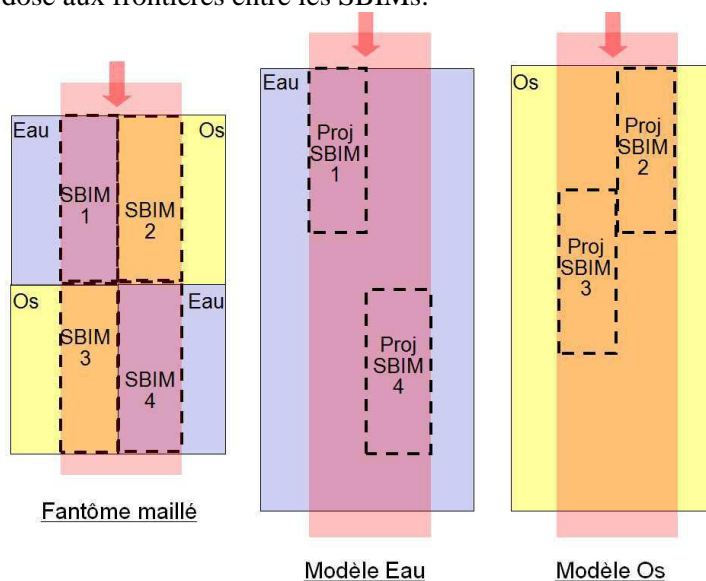 dose aux frontières entre les SBIMs.
Eau
Os
SBIM
1
SBIM
2
Os
Eau
SBIM
3
SBIM
4
Fantôme maillé
Eau
Proj
SBIM
1
Proj
SBIM
4
Modèle Eau
Os
Proj
SBIM
2
Proj
SBIM
3
Modèle Os